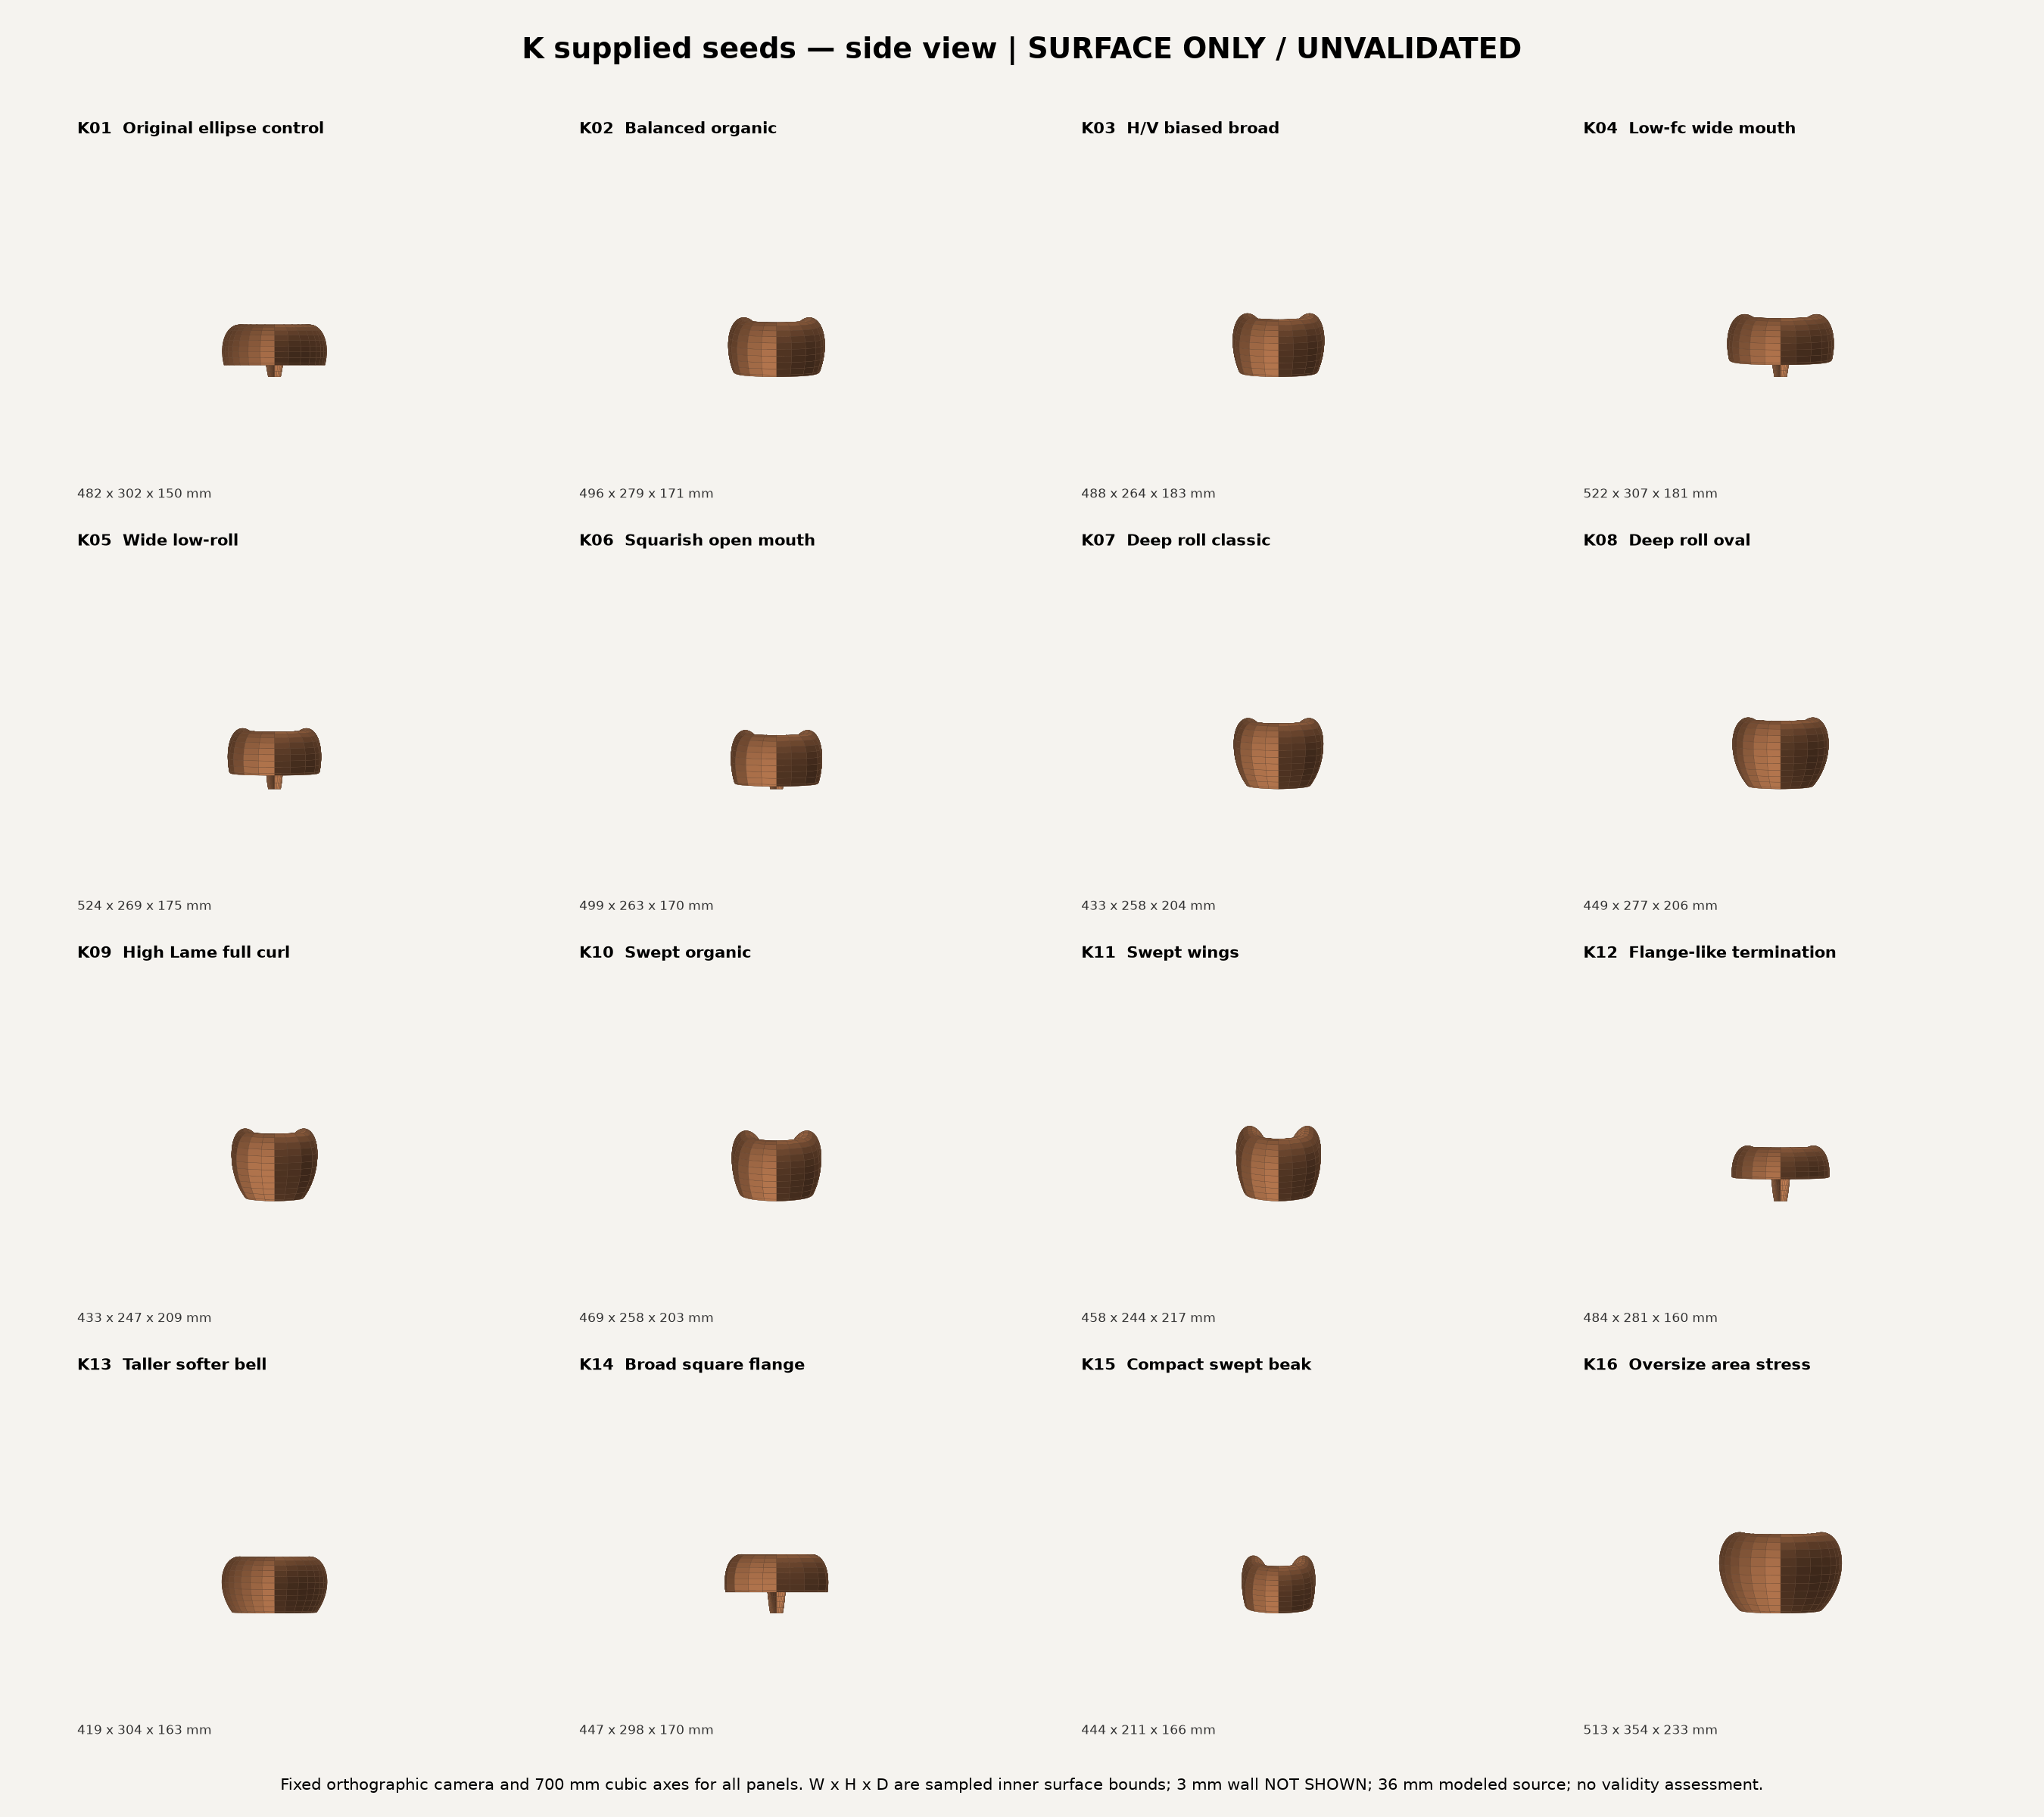 K supplied seeds — side view | SURFACE ONLY / UNVALIDATED
K01  Original ellipse control
K02  Balanced organic
K03  H/V biased broad
K04  Low-fc wide mouth
482 x 302 x 150 mm
496 x 279 x 171 mm
488 x 264 x 183 mm
522 x 307 x 181 mm
K05  Wide low-roll
K06  Squarish open mouth
K07  Deep roll classic
K08  Deep roll oval
524 x 269 x 175 mm
499 x 263 x 170 mm
433 x 258 x 204 mm
449 x 277 x 206 mm
K09  High Lame full curl
K10  Swept organic
K11  Swept wings
K12  Flange-like termination
433 x 247 x 209 mm
469 x 258 x 203 mm
458 x 244 x 217 mm
484 x 281 x 160 mm
K13  Taller softer bell
K14  Broad square flange
K15  Compact swept beak
K16  Oversize area stress
419 x 304 x 163 mm
447 x 298 x 170 mm
444 x 211 x 166 mm
513 x 354 x 233 mm
Fixed orthographic camera and 700 mm cubic axes for all panels. W x H x D are sampled inner surface bounds; 3 mm wall NOT SHOWN; 36 mm modeled source; no validity assessment.